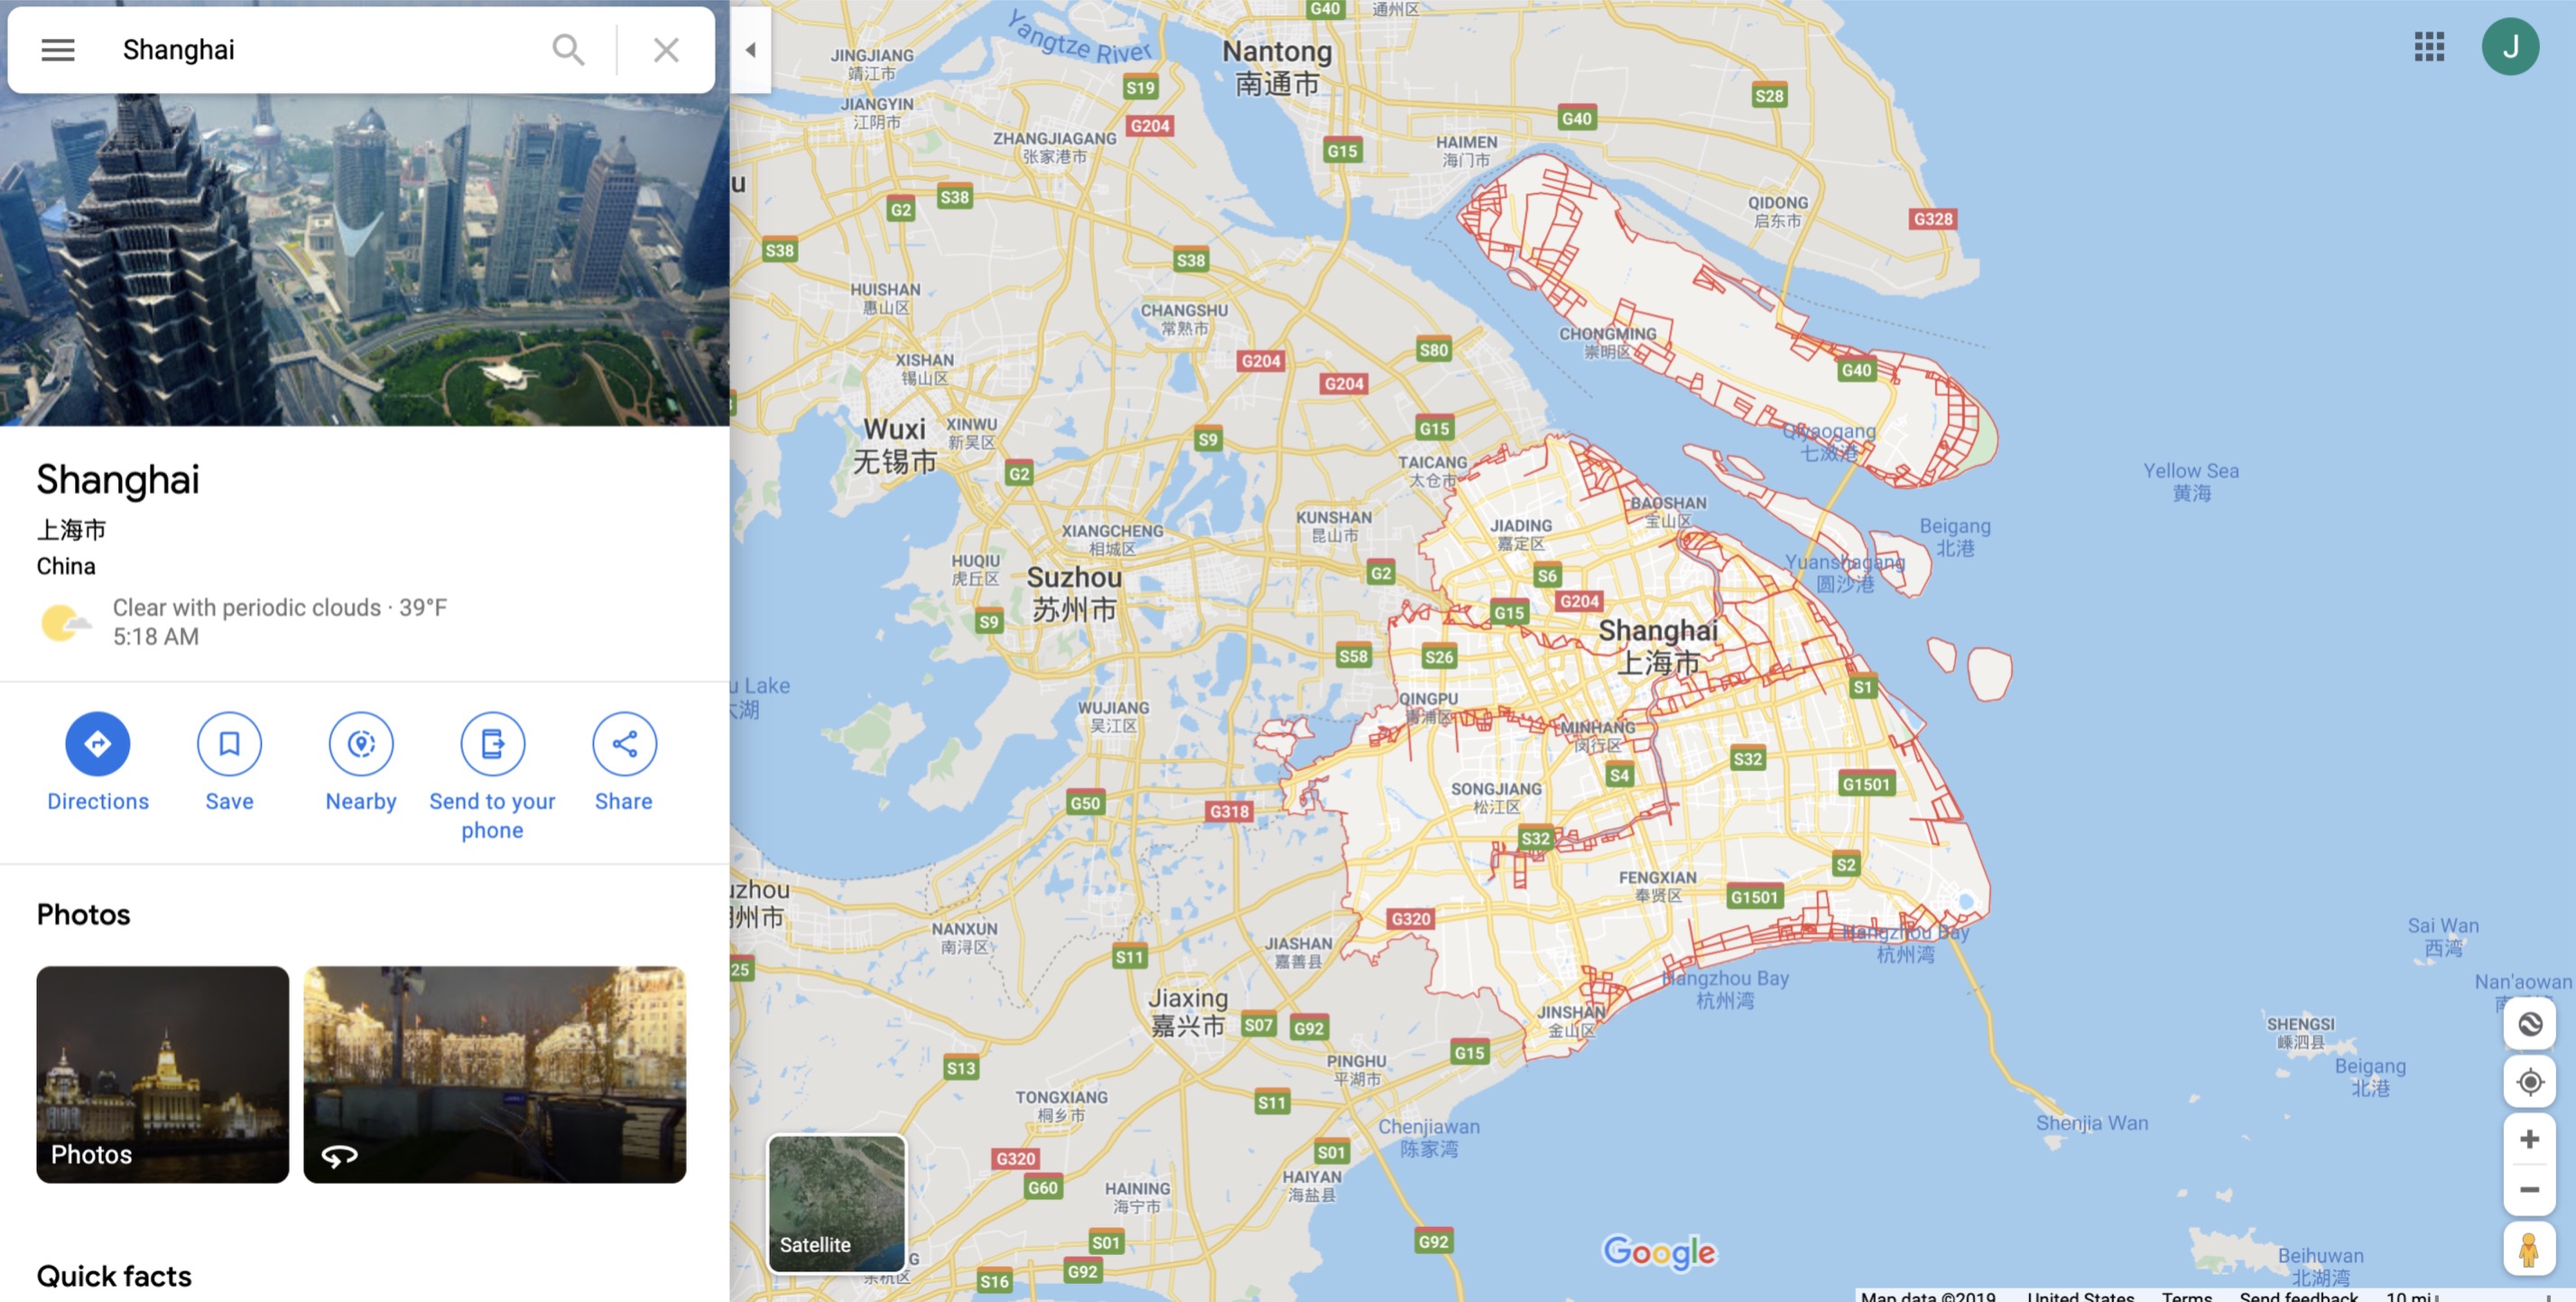 Shanghai
Shanghai
上海市
China
Clear with periodic clouds · 39°F
5:18 AM
Directions
Save
Nearby
Send to your
phone
Share
Photos
Photos
Quick facts
Satellite
Yangtze River
G40
通州区
JINGJIANG
靖江市
Nantong
南通市
S19
S28
JIANGYIN
江阴市
G204
G40
ZHANGJIAGANG
张家港市
G15
HAIMEN
海门市
u
G2
S38
QIDONG
启东市
G328
S38
S38
HUISHAN
惠山区
CHANGSHU
常熟市
CHONGMING
崇明区
XISHAN
锡山区
G204
S80
G204
G40
Wuxi
无锡市
XINWU
新吴区
S9
G15
Qiyaogang
七滧港
G2
TAICANG
太仓市
Yellow Sea
黄海
BAOSHAN
宝山区
KUNSHAN
昆山市
JIADING
嘉定区
Beigang
北港
XIANGCHENG
相城区
HUQIU
虎丘区
Suzhou
苏州市
G2
S6
Yuanshagang
圆沙港
S9
G15
G204
Shanghai
上海市
S58
S26
u Lake
太湖
QINGPU
青浦区
S1
WUJIANG
吴江区
MINHANG
闵行区
S32
S4
G1501
SONGJIANG
松江区
G50
G318
S32
S2
FENGXIAN
奉贤区
G1501
uzhou
州市
G320
Hangzhou Bay
杭州湾
Sai Wan
西湾
NANXUN
南浔区
JIASHAN
嘉善县
S11
25
Hangzhou Bay
杭州湾
Nan'aowan
Jiaxing
嘉兴市
S07
G92
JINSHAN
金山区
SHENGSI
嵊泗县
G15
S13
PINGHU
平湖市
Beigang
北港
TONGXIANG
桐乡市
S11
Chenjiawan
陈家湾
Shenjia Wan
G320
S01
G60
HAINING
海宁市
HAIYAN
海盐县
S01
G92
Google
G
余杭区
S16
G92
Beihuwan
北湖湾
J
Map data ©2019
United States
Terms
Send feedback
10 mi